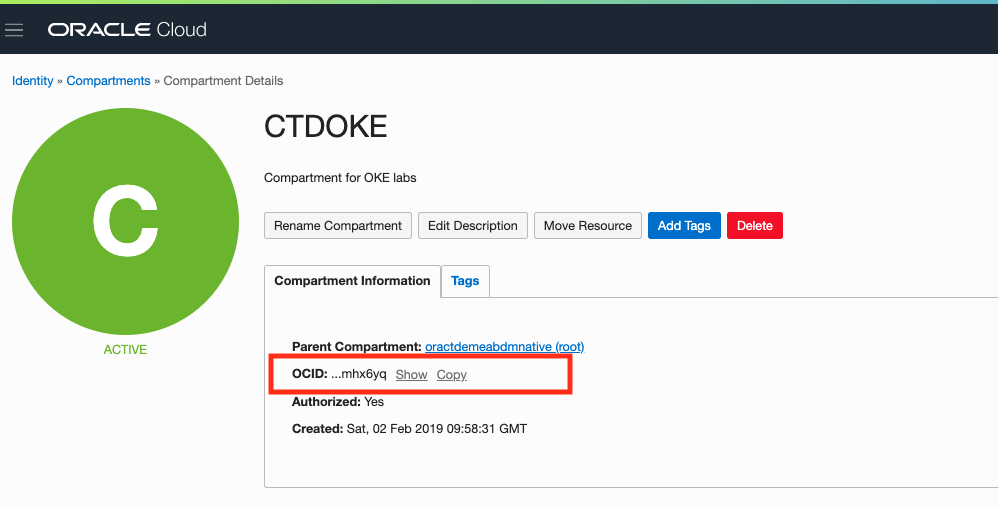 ORACLE Cloud
Identity » Compartments » Compartment Details
C
ACTIVE
CTDOKE
Compartment for OKE labs
Rename Compartment Edit Description Move Resource Add Tags Delete
Compartment Information Tags
Parent Compartment: oractdemeabdmnative (root)
OCID: ...mhx6yq Show Copy
Authorized: Yes
Created: Sat, 02 Feb 2019 09:58:31 GMT